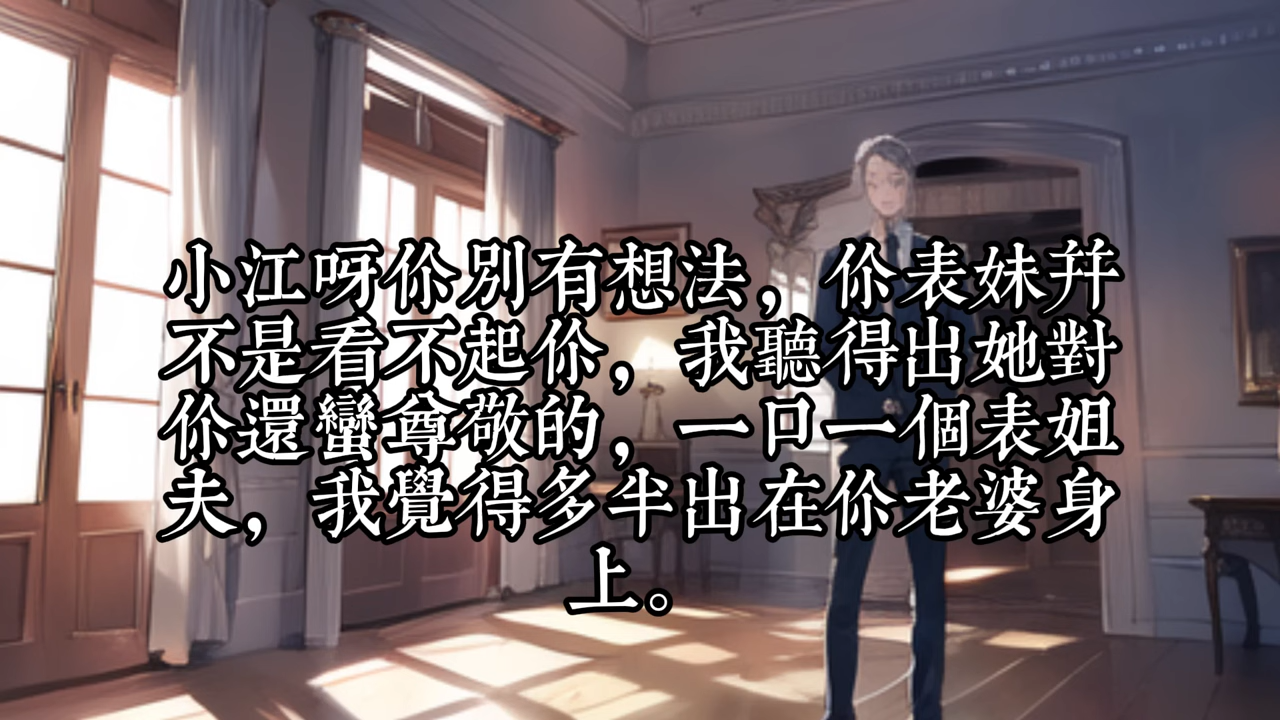 小江呀你別有想法，你表妹幷
不是看不起你，我聽得出她對
你還蠻尊敬的，一口一個表姐
夫，我覺得多半出在你老婆身
上。